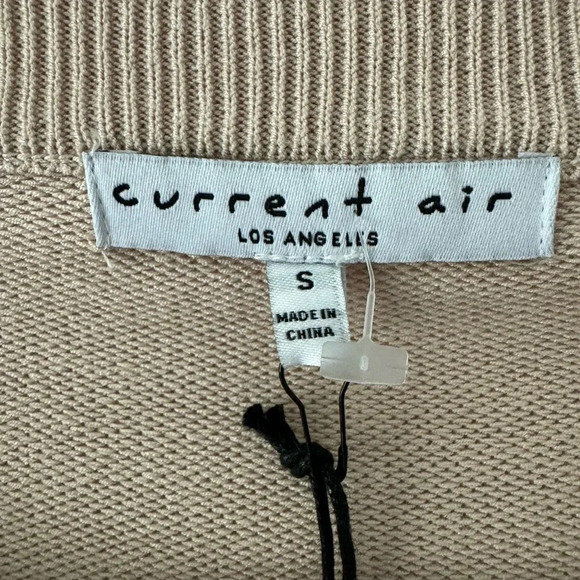 current air
LOS ANGELES
S
MADE IN
CHINA